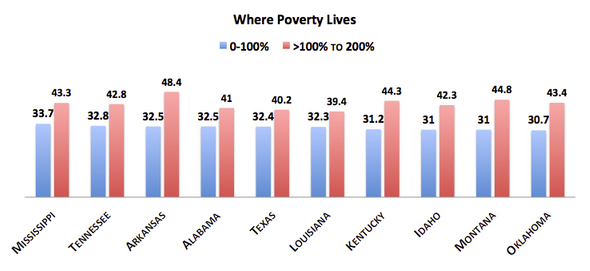 Where Poverty Lives
0-100% >100% TO 200%
33.7 43.3 32.8 42.8 32.5 48.4 32.5 41 32.4 40.2 32.3 39.4 31.2 44.3 31 42.3 31 44.8 30.7 43.4
MISSISSIPPI TENNESSEE ARKANSAS ALABAMA TEXAS LOUISIANA KENTUCKY IDAHO MONTANA OKLAHOMA